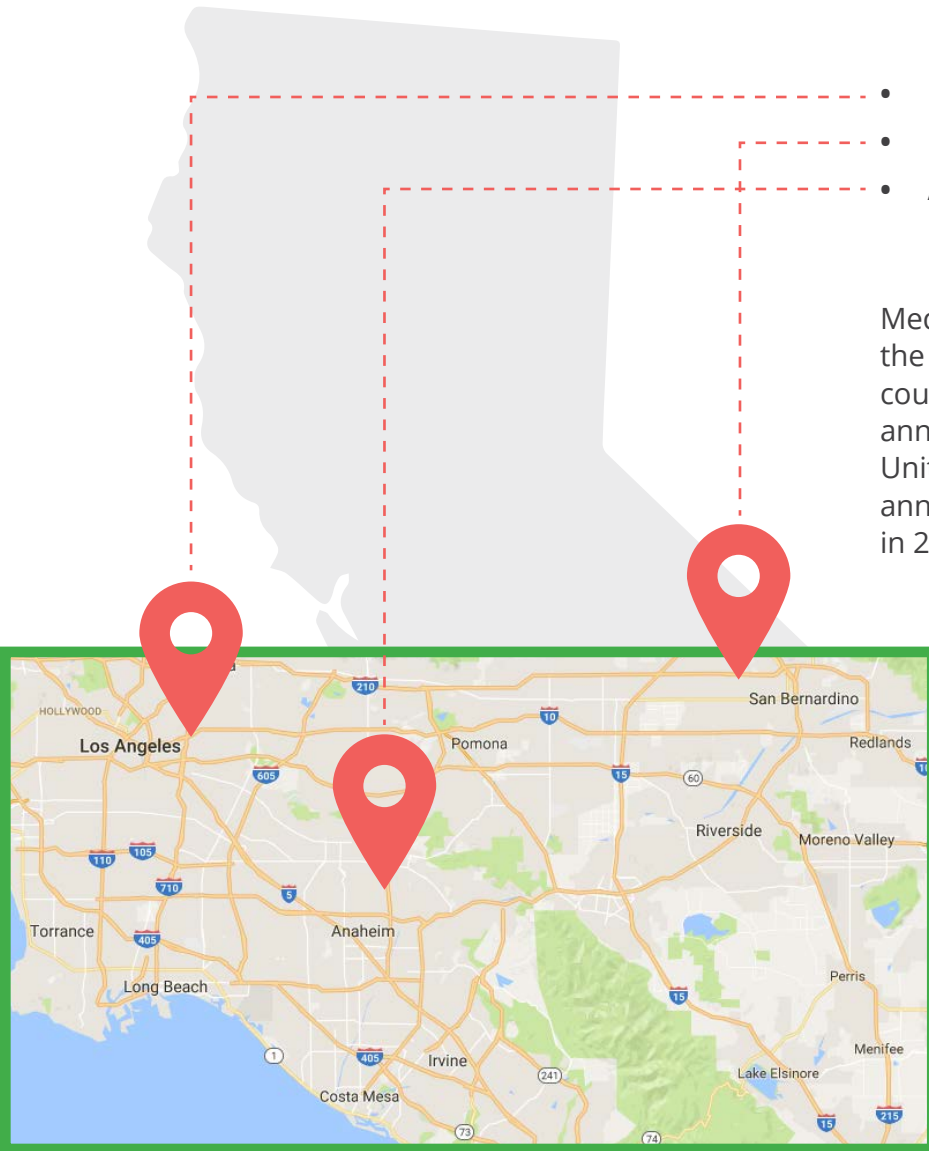 •
•
•
Med
the
cou
ann
Unit
ann
in 2
210
HOLLYWOOD
San Bernardino
10
Los Angeles
Pomona
Redlands
605
15
60
10
Riverside
Moreno Valley
110
105
710
5
Torrance
Anaheim
405
Perris
Long Beach
15
Menifee
1
405
Irvine
241
Lake Elsinore
Costa Mesa
215
15
73
74